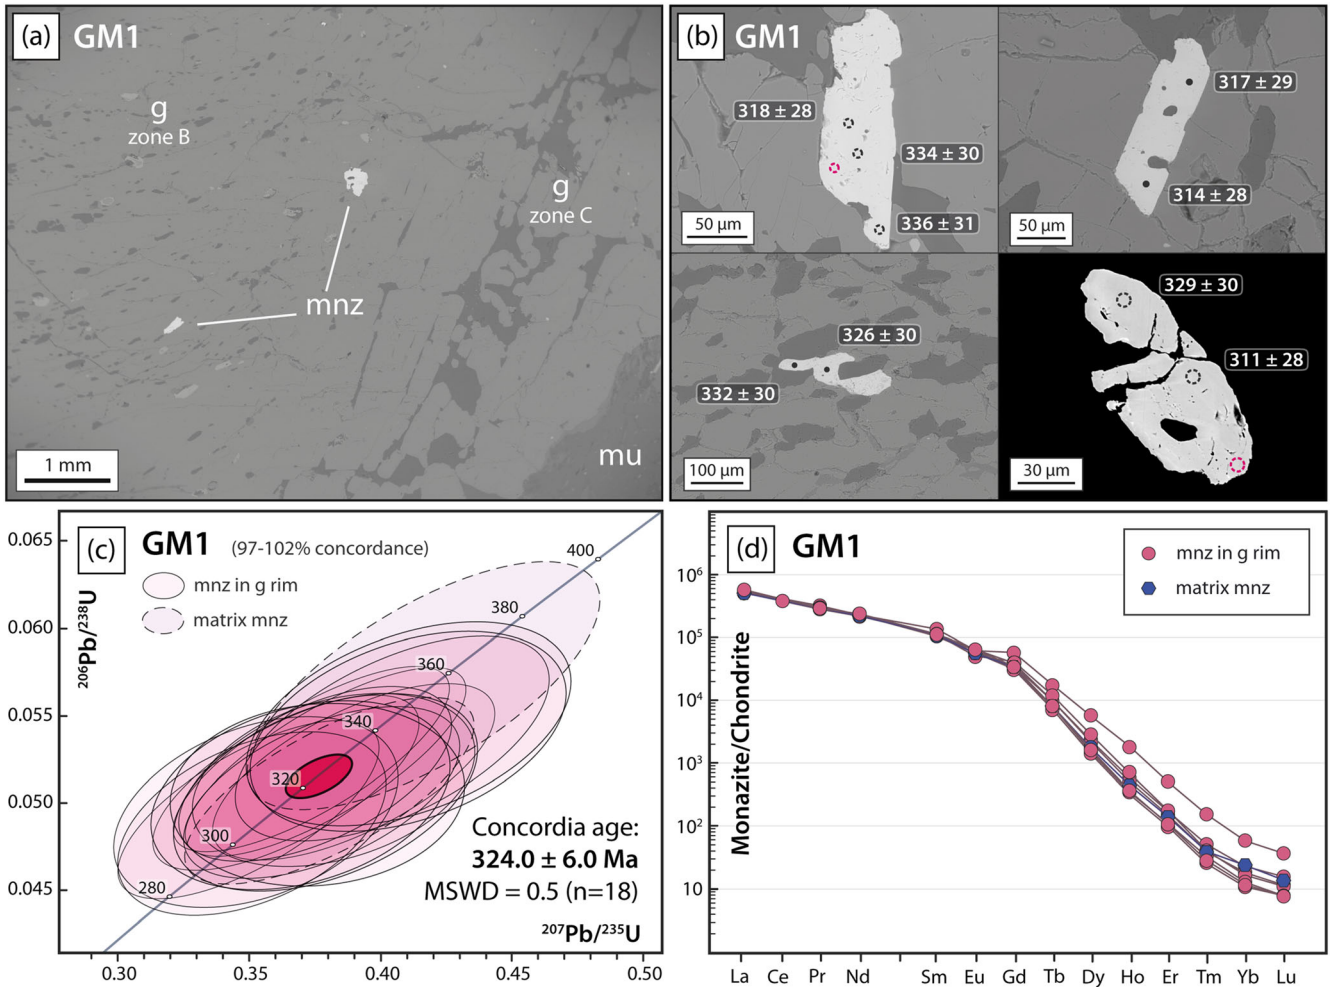 (a) GM1
g
zone B
g
zone C
mnz
mu
1 mm
(b) GM1
318 ± 28
334 ± 30
336 ± 31
50 µm
317 ± 29
314 ± 28
50 µm
326 ± 30
332 ± 30
100 µm
329 ± 30
311 ± 28
30 µm
(c) GM1 (97-102% concordance)
mnz in g rim
matrix mnz
206Pb/238U
0.065
0.060
0.055
0.050
0.045
400
380
360
340
320
300
280
Concordia age:
324.0 ± 6.0 Ma
MSWD = 0.5 (n=18)
207Pb/235U
0.30 0.35 0.40 0.45 0.50
(d) GM1
mnz in g rim
matrix mnz
Monazite/Chondrite
10⁶
10⁵
10⁴
10³
10²
10
La Ce Pr Nd Sm Eu Gd Tb Dy Ho Er Tm Yb Lu